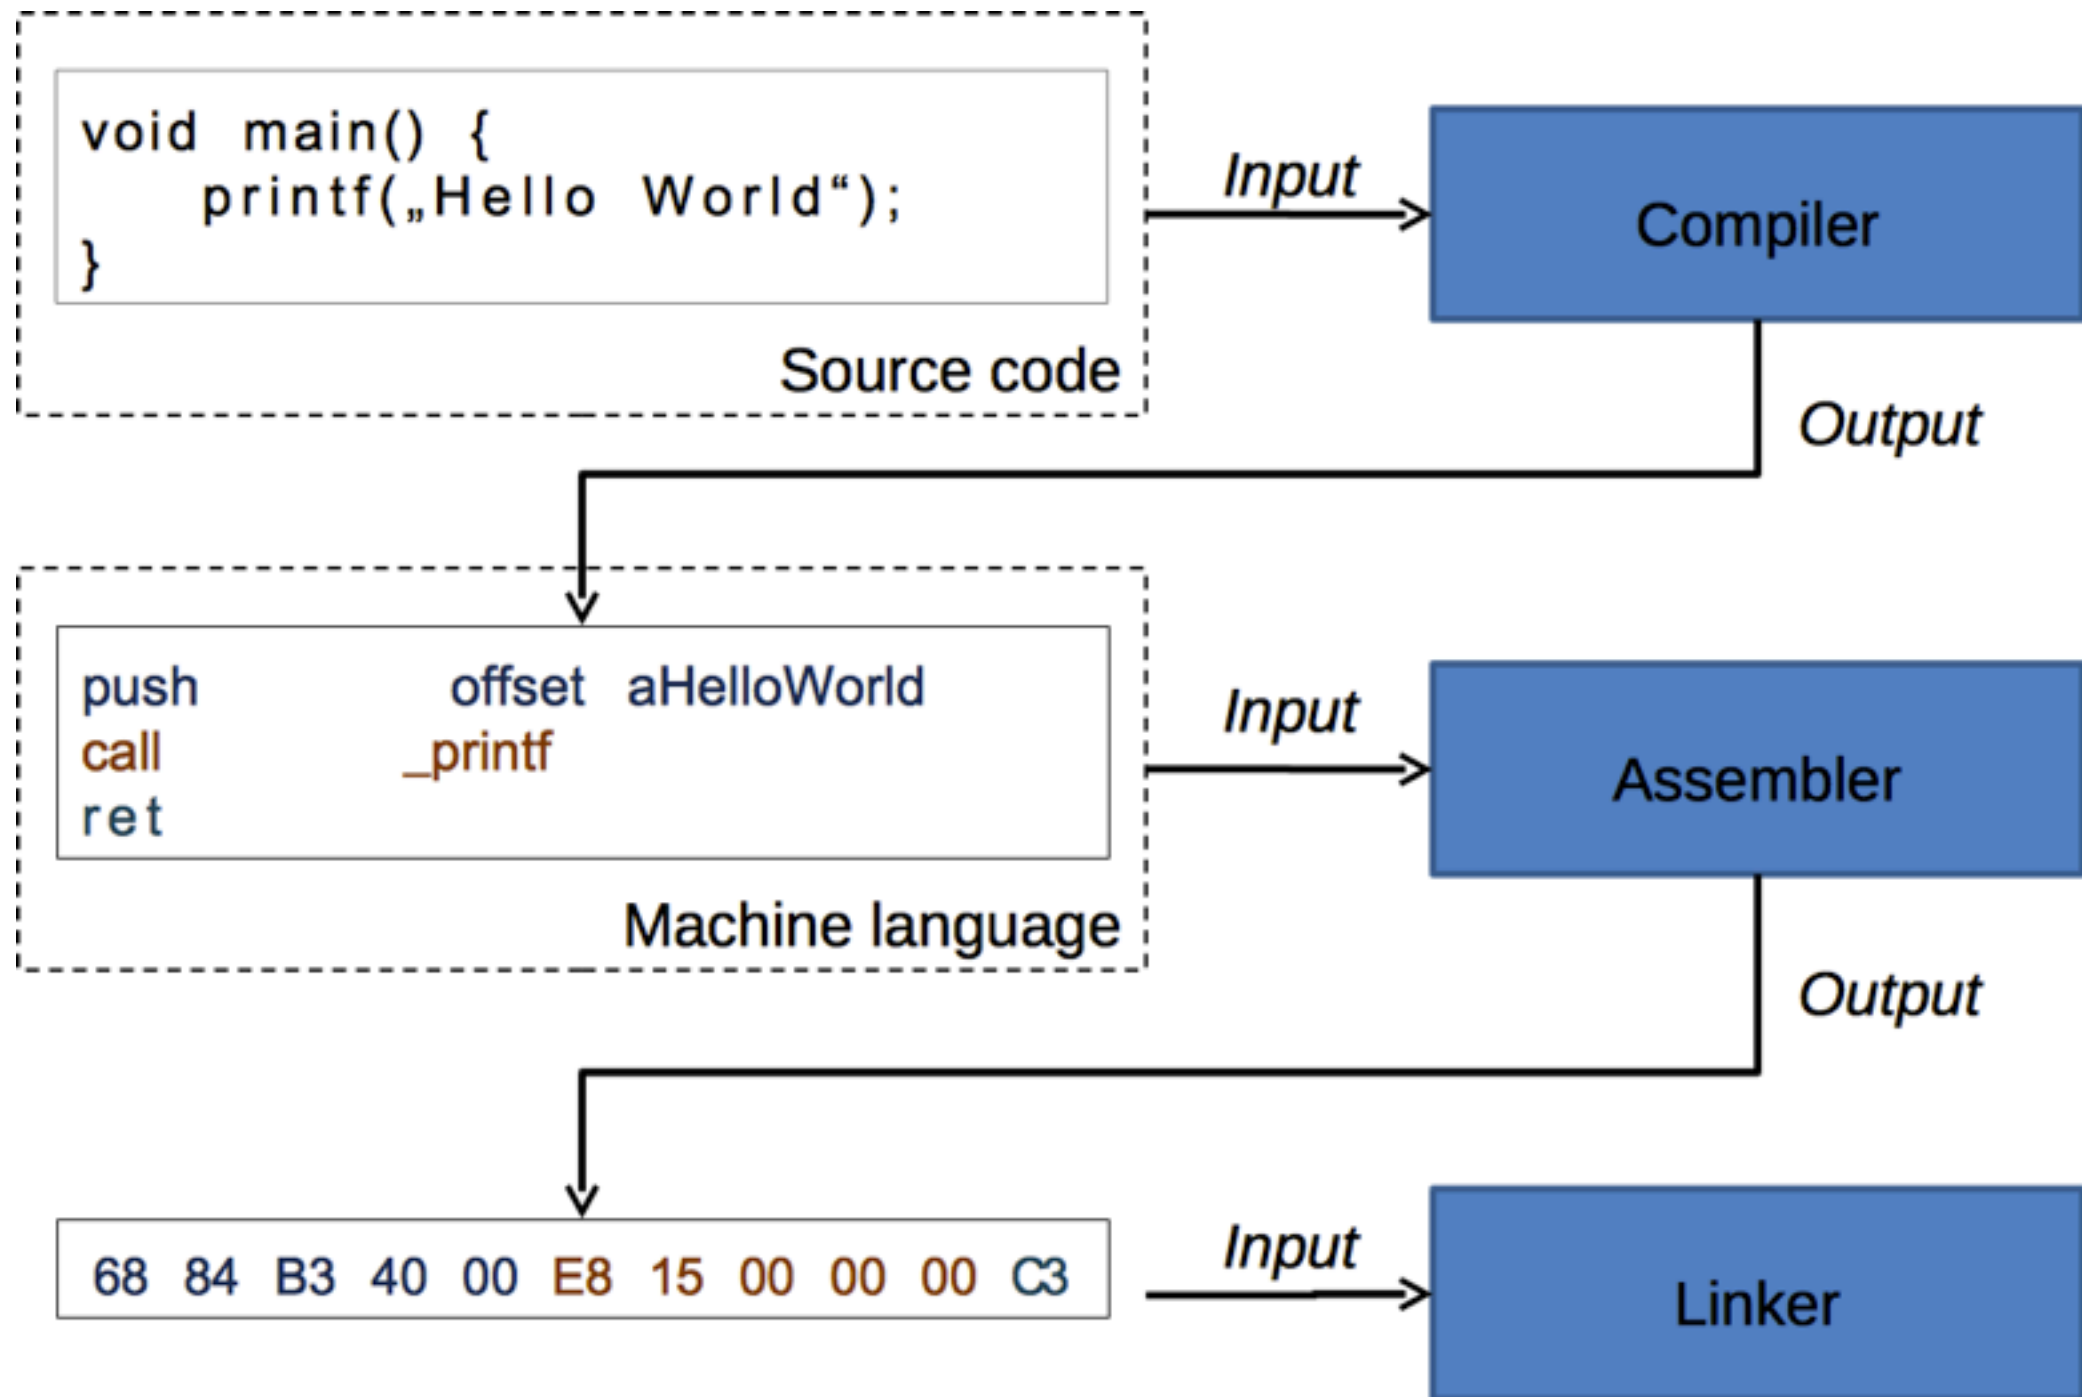 void main() {
printf(„Hello World“);
}
Source code
Input
Compiler
Output
push offset aHelloWorld
call _printf
ret
Machine language
Input
Assembler
Output
68 84 B3 40 00 E8 15 00 00 00 C3
Input
Linker